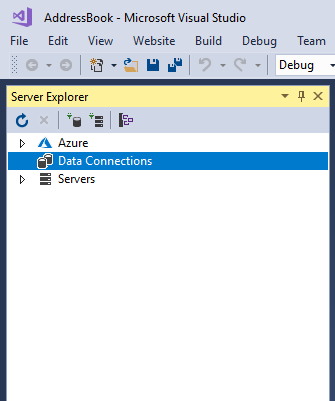 AddressBook - Microsoft Visual Studio
File Edit View Website Build Debug Team
Debug
Server Explorer
Azure
Data Connections
Servers